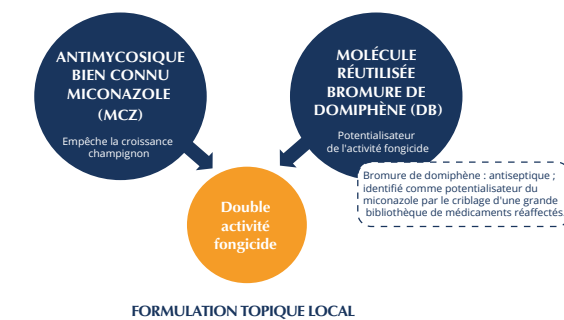 ANTIMYCOSIQUE
BIEN CONNU
MICONAZOLE
(MCZ)
Empêche la croissance
champignon
MOLÉCULE
RÉUTILISÉE
BROMURE DE
DOMIPHÈNE (DB)
Potentialisateur
de l'activité fongicide
Bromure de domiphène : antiseptique ;
identifié comme potentialisateur du
miconazole par le criblage d'une grande
bibliothèque de médicaments réaffectés.
Double
activité
fongicide
FORMULATION TOPIQUE LOCAL